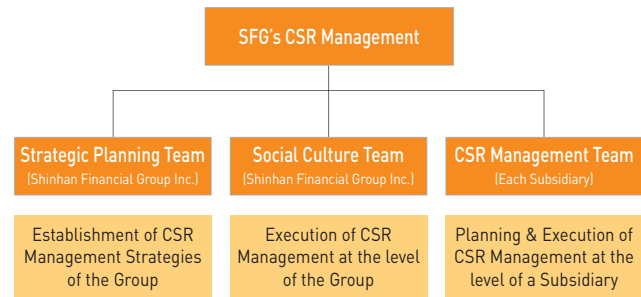 SFG's CSR Management
Strategic Planning Team
(Shinhan Financial Group Inc.)
Social Culture Team
(Shinhan Financial Group Inc.)
CSR Management Team
(Each Subsidiary)
Establishment of CSR
Management Strategies
of the Group
Execution of CSR
Management at the level
of the Group
Planning & Execution of
CSR Management at the
level of a Subsidiary